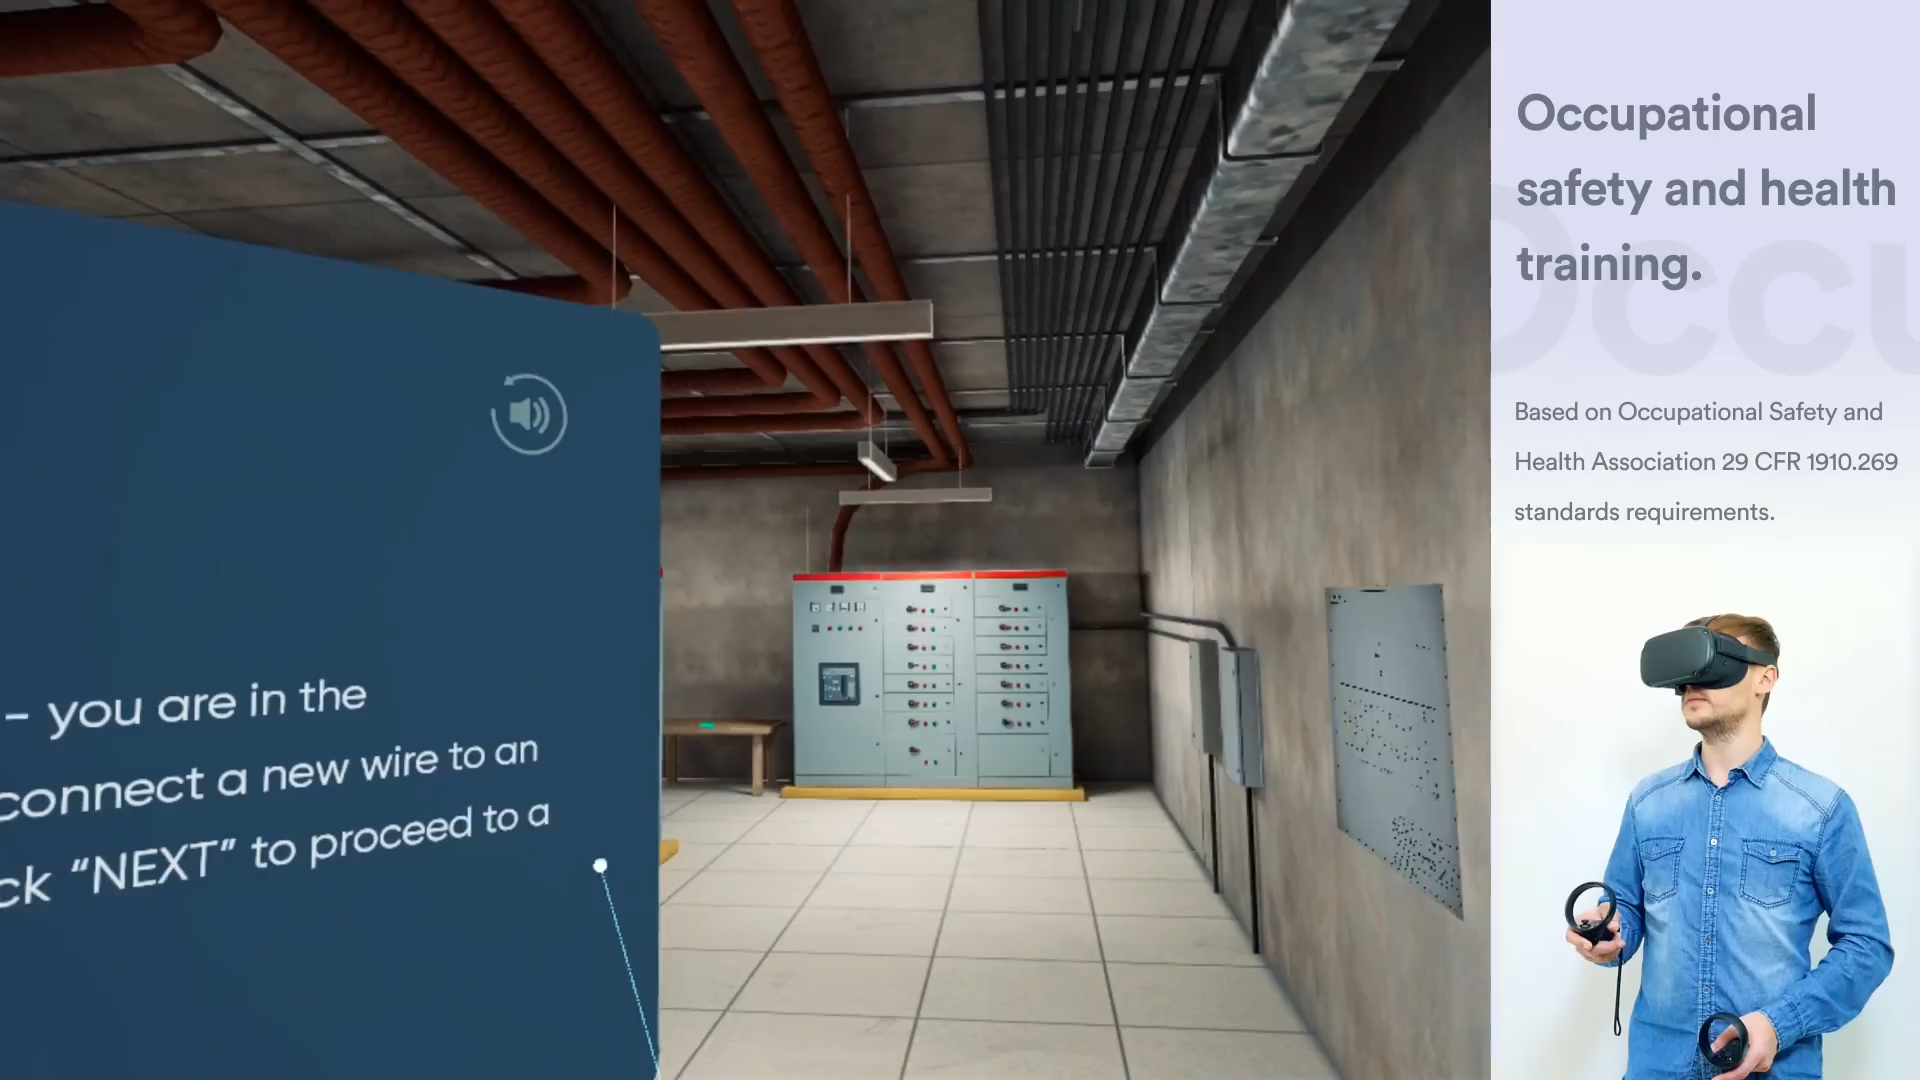 – you are in the
connect a new wire to an
ck “NEXT” to proceed to a
Occupational
safety and health
training.
Occu
Based on Occupational Safety and
Health Association 29 CFR 1910.269
standards requirements.